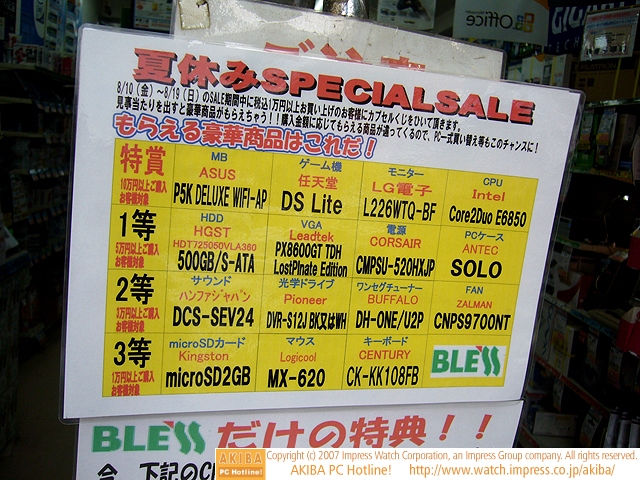 Office
夏休みSPECIALSALE
8/10(金)~8/19(日)のSALE期間中に税込1万円以上お買い上げのお客様にカプセルくじをひいて頂きます。
見事当たりを出すと豪華商品がもらえちゃう!!購入金額に応じてもらえる商品が違ってくるので、PC一式買い替え等もこのチャンスに!
もらえる豪華商品はこれだ!
特賞
10万円以上ご購入
お客様対象
MB
ASUS
P5K DELUXE WIFI-AP
ゲーム機
任天堂
DS Lite
モニター
LG電子
L226WTQ-BF
CPU
Intel
Core2Duo E6850
1等
5万円以上ご購入
お客様対象
HDD
HGST
HDT725050VLA360
500GB/S-ATA
VGA
Leadtek
PX8600GT TDH
LostPlnate Edition
電源
CORSAIR
CMPSU-520HXJP
PCケース
ANTEC
SOLO
2等
3万円以上ご購入
お客様対象
サウンド
ハンファジャパン
DCS-SEV24
光学ドライブ
Pioneer
DVR-S12J BK又はWH
ワンセグチューナー
BUFFALO
DH-ONE/U2P
FAN
ZALMAN
CNPS9700NT
3等
1万円以上ご購入
お客様対象
microSDカード
Kingston
microSD2GB
マウス
Logicool
MX-620
キーボード
CENTURY
CK-KK108FB
BLESS
BLESSだけの特典!!
今 下記のC
AKIBA
PC Hotline!
Copyright (c) 2007 Impress Watch Corporation, an Impress Group company. All rights reserved.
AKIBA PC Hotline! http://www.watch.impress.co.jp/akiba/